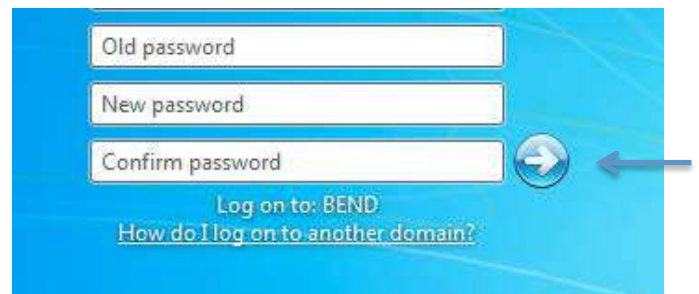 Old password
New password
Confirm password
Log on to: BEND
How do I log on to another domain?